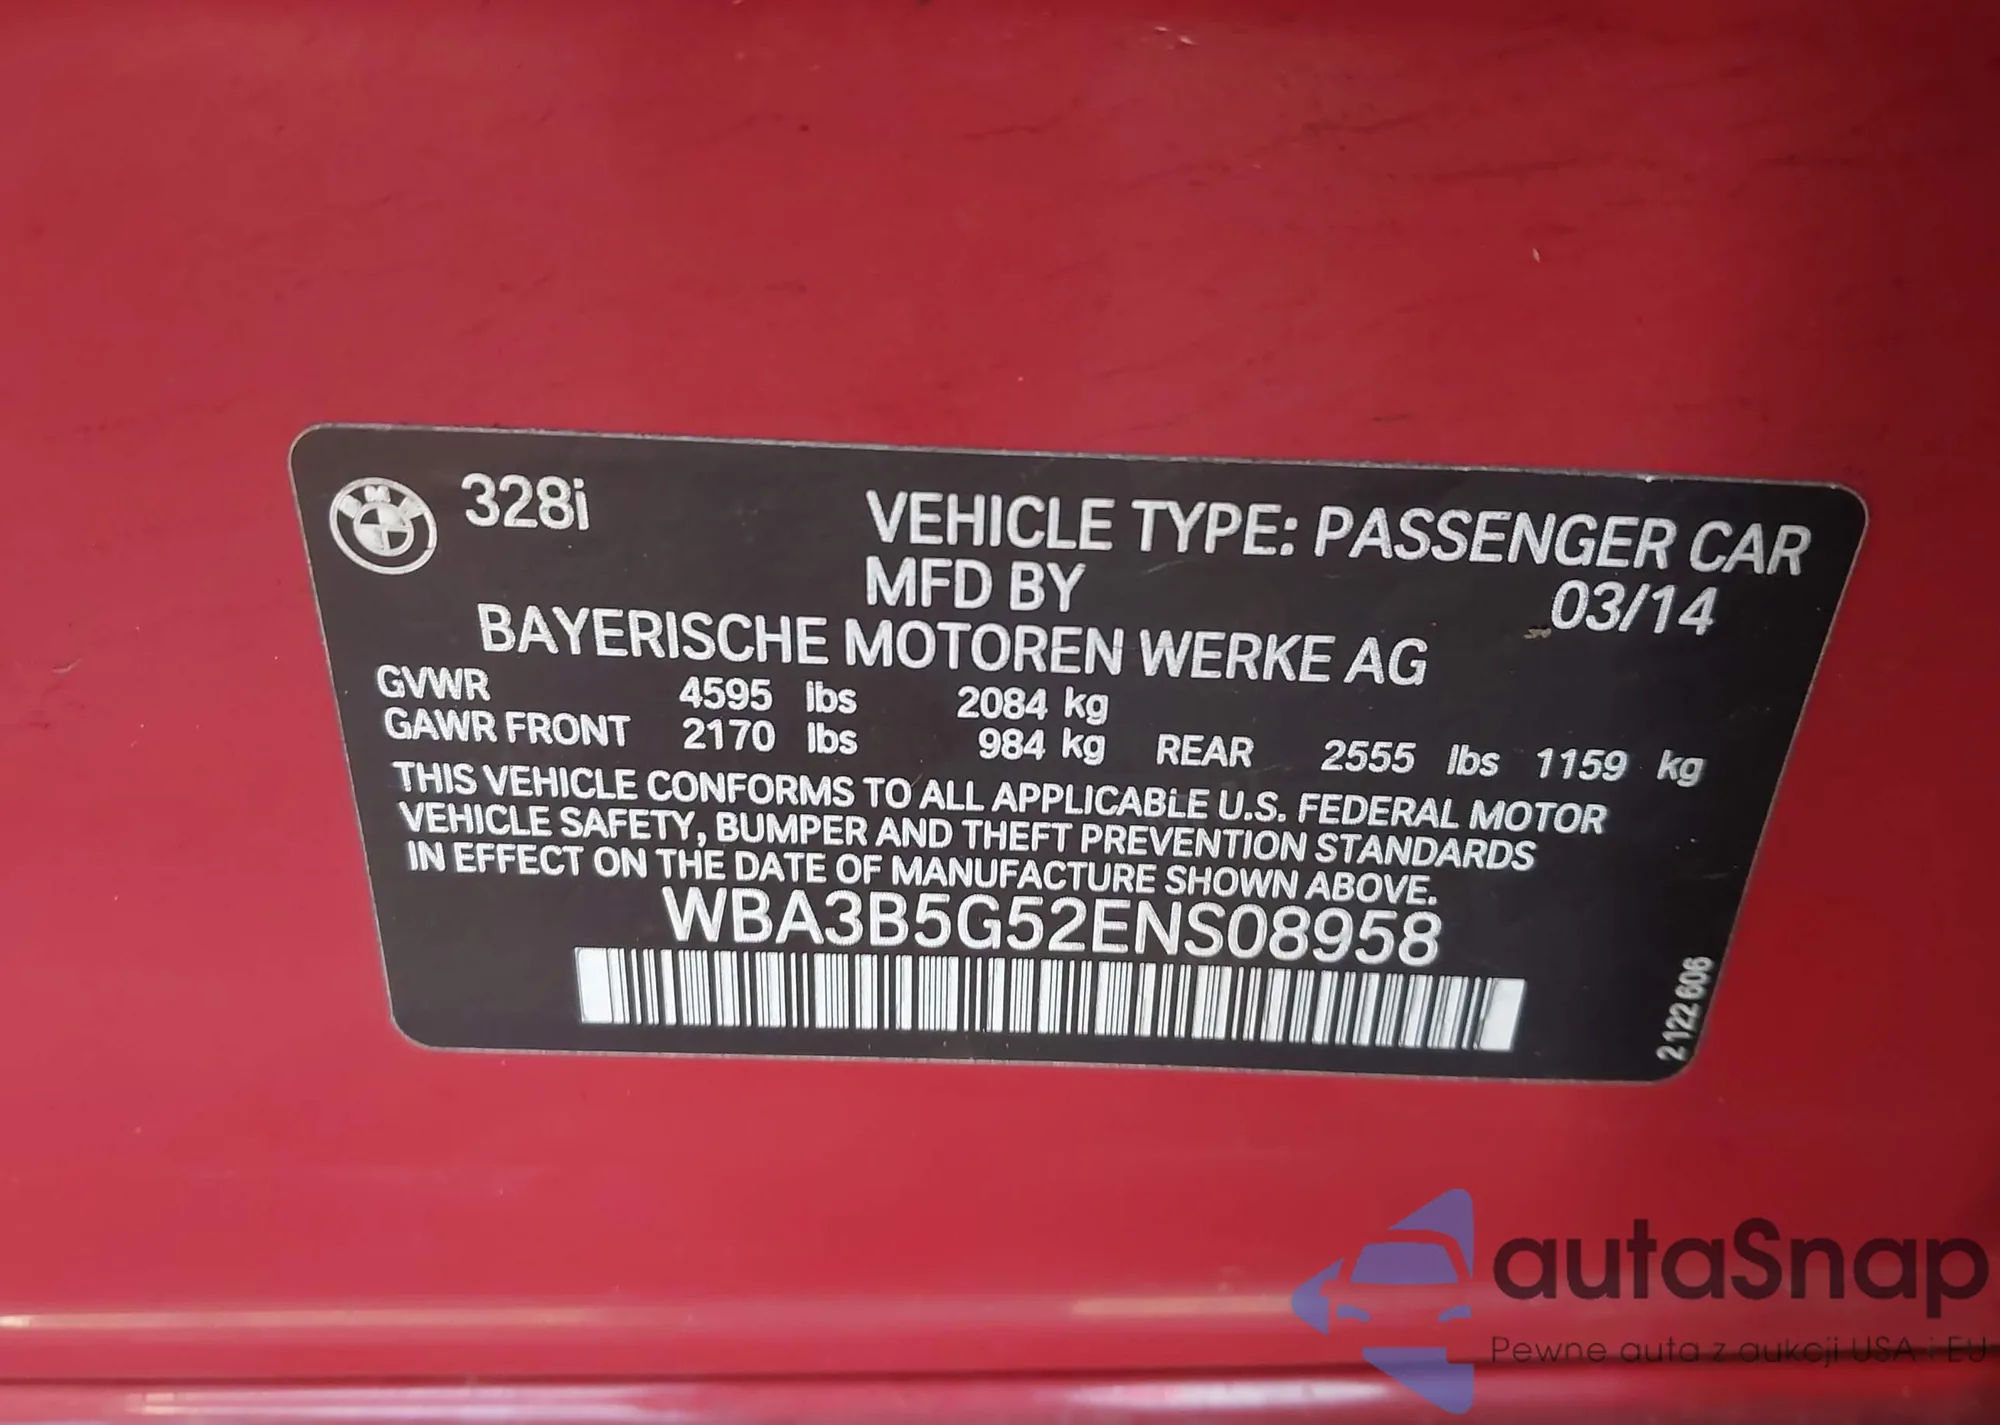 328i
VEHICLE TYPE: PASSENGER CAR
MFD BY 03/14
BAYERISCHE MOTOREN WERKE AG
GVWR 4595 lbs 2084 kg
GAWR FRONT 2170 lbs 984 kg REAR 2555 lbs 1159 kg
THIS VEHICLE CONFORMS TO ALL APPLICABLE U.S. FEDERAL MOTOR
VEHICLE SAFETY, BUMPER AND THEFT PREVENTION STANDARDS
IN EFFECT ON THE DATE OF MANUFACTURE SHOWN ABOVE.
WBA3B5G52ENS08958
2 122 606
autaSnap
Pewne auta z aukcji USA i EU